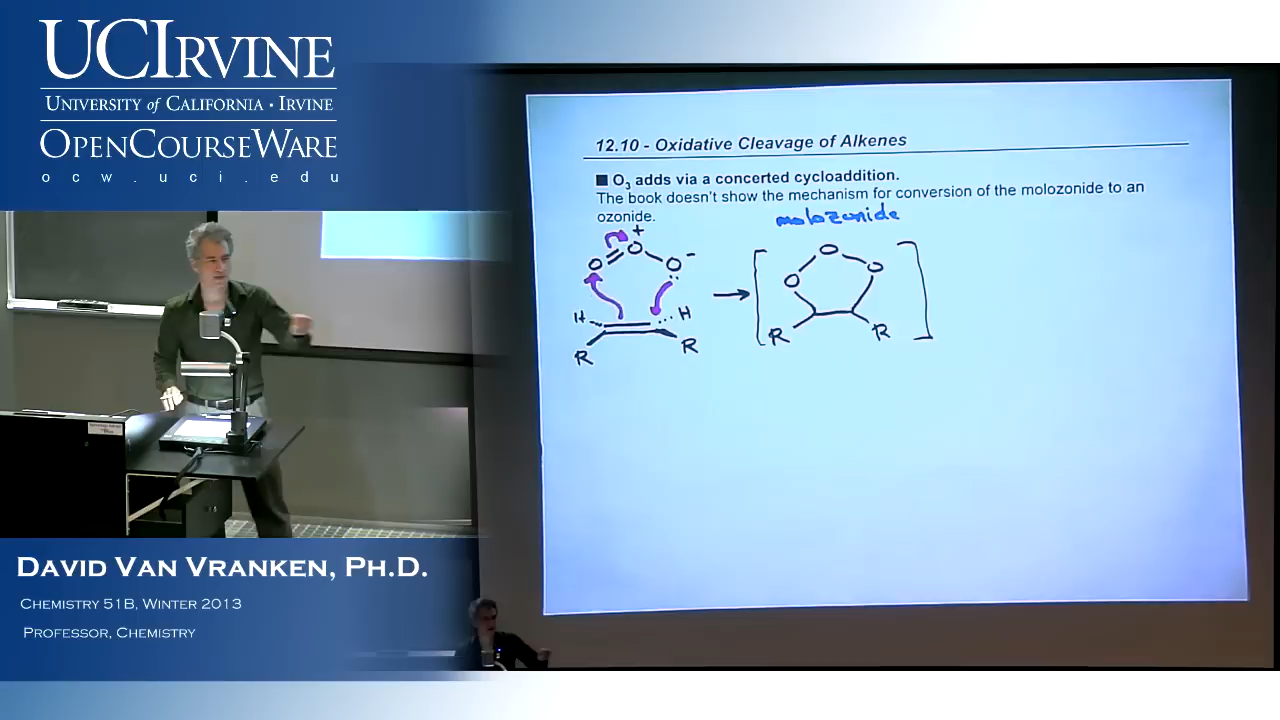 UCIRVINE
UNIVERSITY of CALIFORNIA · IRVINE
OPENCOURSEWARE
ocw.uci.edu
12.10 - Oxidative Cleavage of Alkenes
■ O₃ adds via a concerted cycloaddition.
The book doesn't show the mechanism for conversion of the molozonide to an
ozonide.
molozonide
+
O
O
O
-
O
O
O
H
H
R
R
R
R
DAVID VAN VRANKEN, PH.D.
CHEMISTRY 51B, WINTER 2013
PROFESSOR, CHEMISTRY